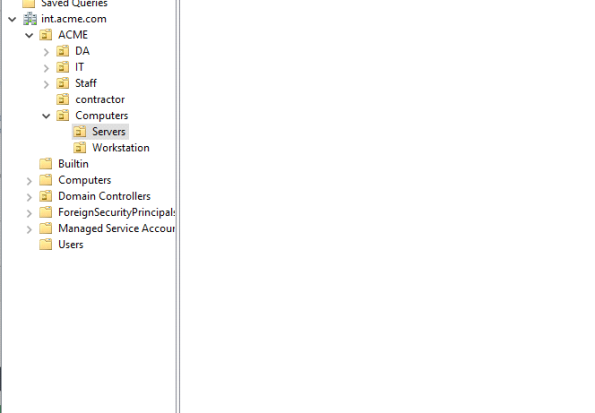 Saved Queries
int.acme.com
ACME
DA
IT
Staff
contractor
Computers
Servers
Workstation
Builtin
Computers
Domain Controllers
ForeignSecurityPrincipals
Managed Service Accour
Users